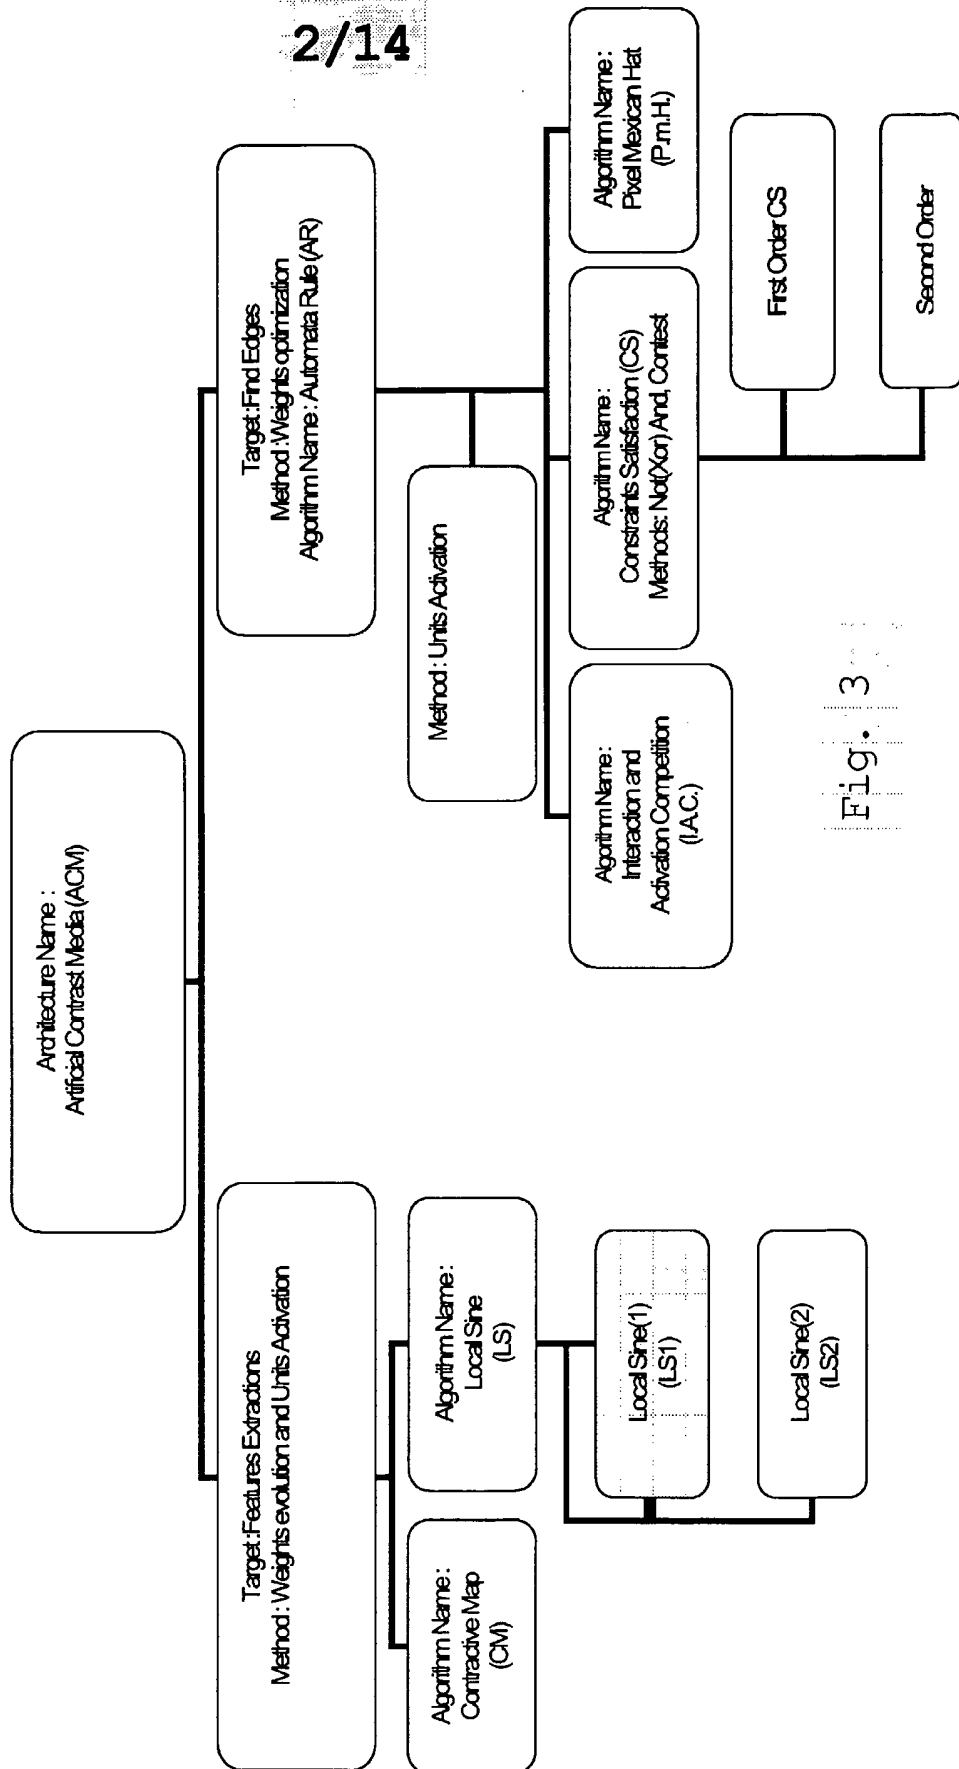 2/14
Architecture Name :
Artificial Contrast Media (ACM)
Target : Features Extractions
Method : Weights evolution and Units Activation
Target : Find Edges
Method : Weights optimization
Algorithm Name : Automata Rule (AR)
Algorithm Name :
Contractive Map
(CM)
Algorithm Name :
Local Sine
(LS)
Local Sine(1)
(LS1)
Local Sine(2)
(LS2)
Method : Units Activation
Algorithm Name :
Interaction and
Activation Competition
(I.A.C.)
Algorithm Name :
Constraints Satisfaction (CS)
Methods: Not(Xor) And, Contest
Algorithm Name :
Pixel Mexican Hat
(P.m.H.)
First Order CS
Second Order
Fig. 3